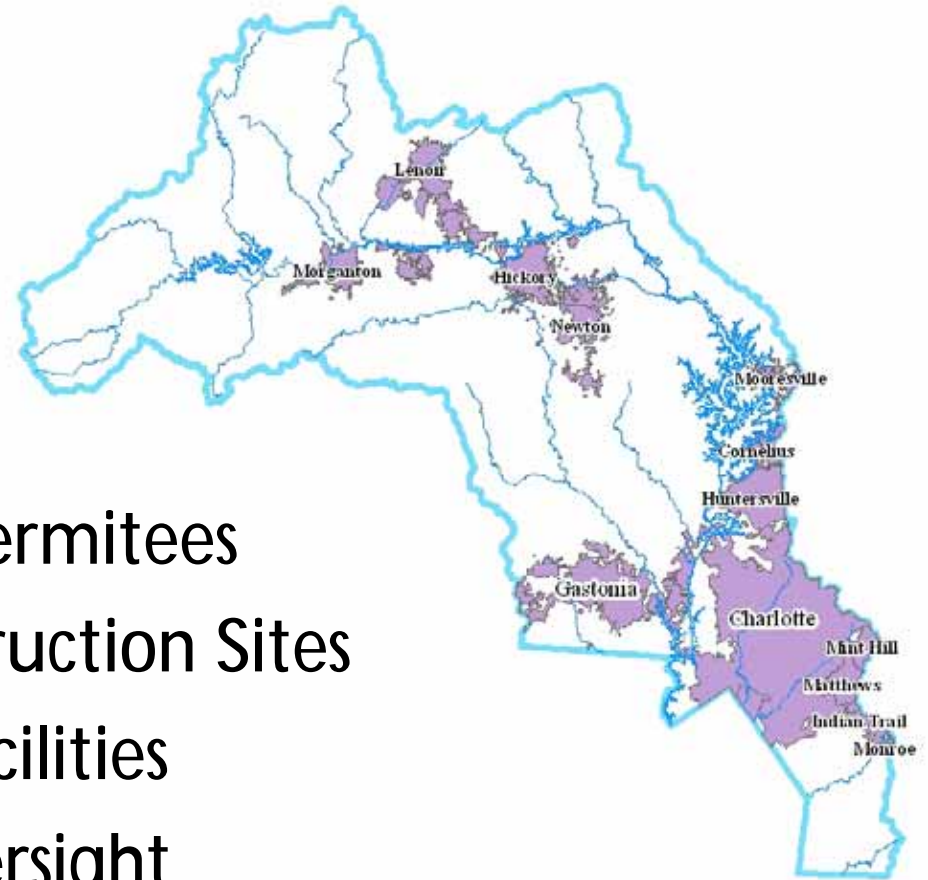 Lenoir
Morganton
Hickory
Newton
Mooresville
Cornelius
Huntersville
Gastonia
Charlotte
Mint Hill
Matthews
Indian Trail
Monroe
ermitees
ruction Sites
cilities
ersight